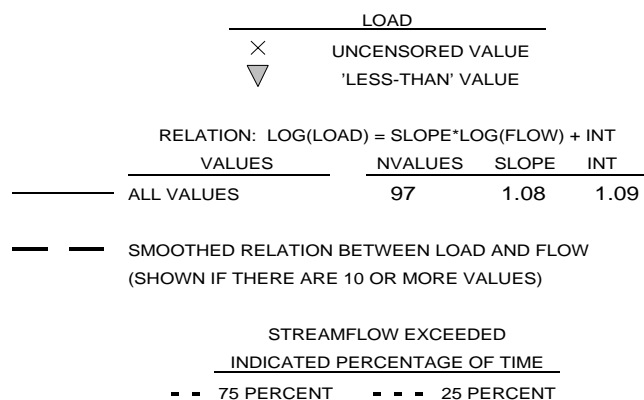 LOAD
UNCENSORED VALUE
'LESS-THAN' VALUE
RELATION: LOG(LOAD) = SLOPE*LOG(FLOW) + INT
VALUES NVALUES SLOPE INT
ALL VALUES 97 1.08 1.09
SMOOTHED RELATION BETWEEN LOAD AND FLOW
(SHOWN IF THERE ARE 10 OR MORE VALUES)
STREAMFLOW EXCEEDED
INDICATED PERCENTAGE OF TIME
75 PERCENT 25 PERCENT